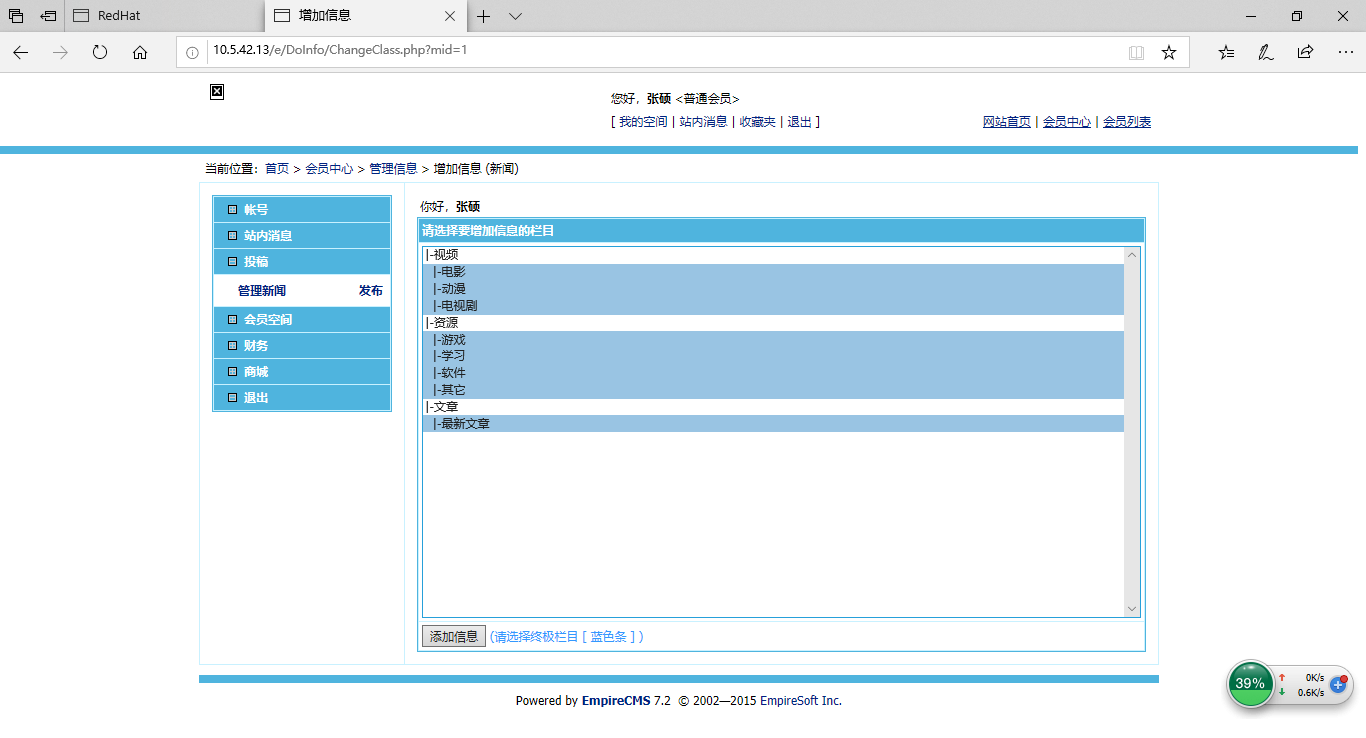 RedHat
增加信息
10.5.42.13/e/DoInfo/ChangeClass.php?mid=1
您好，张硕 <普通会员>
[ 我的空间 | 站内消息 | 收藏夹 | 退出 ]
网站首页 | 会员中心 | 会员列表
当前位置：首页 > 会员中心 > 管理信息 > 增加信息 (新闻)
帐号
站内消息
投稿
管理新闻 发布
会员空间
财务
商城
退出
你好，张硕
请选择要增加信息的栏目
|-视频
|-电影
|-动漫
|-电视剧
|-资源
|-游戏
|-学习
|-软件
|-其它
|-文章
|-最新文章
添加信息 (请选择终极栏目 [ 蓝色条 ] )
39%
0K/s
0.6K/s
Powered by EmpireCMS 7.2 © 2002—2015 EmpireSoft Inc.